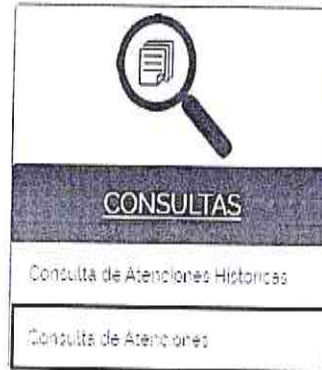 CONSULTAS
Consulta de Atenciones Historicas
Consulta de Atenciones